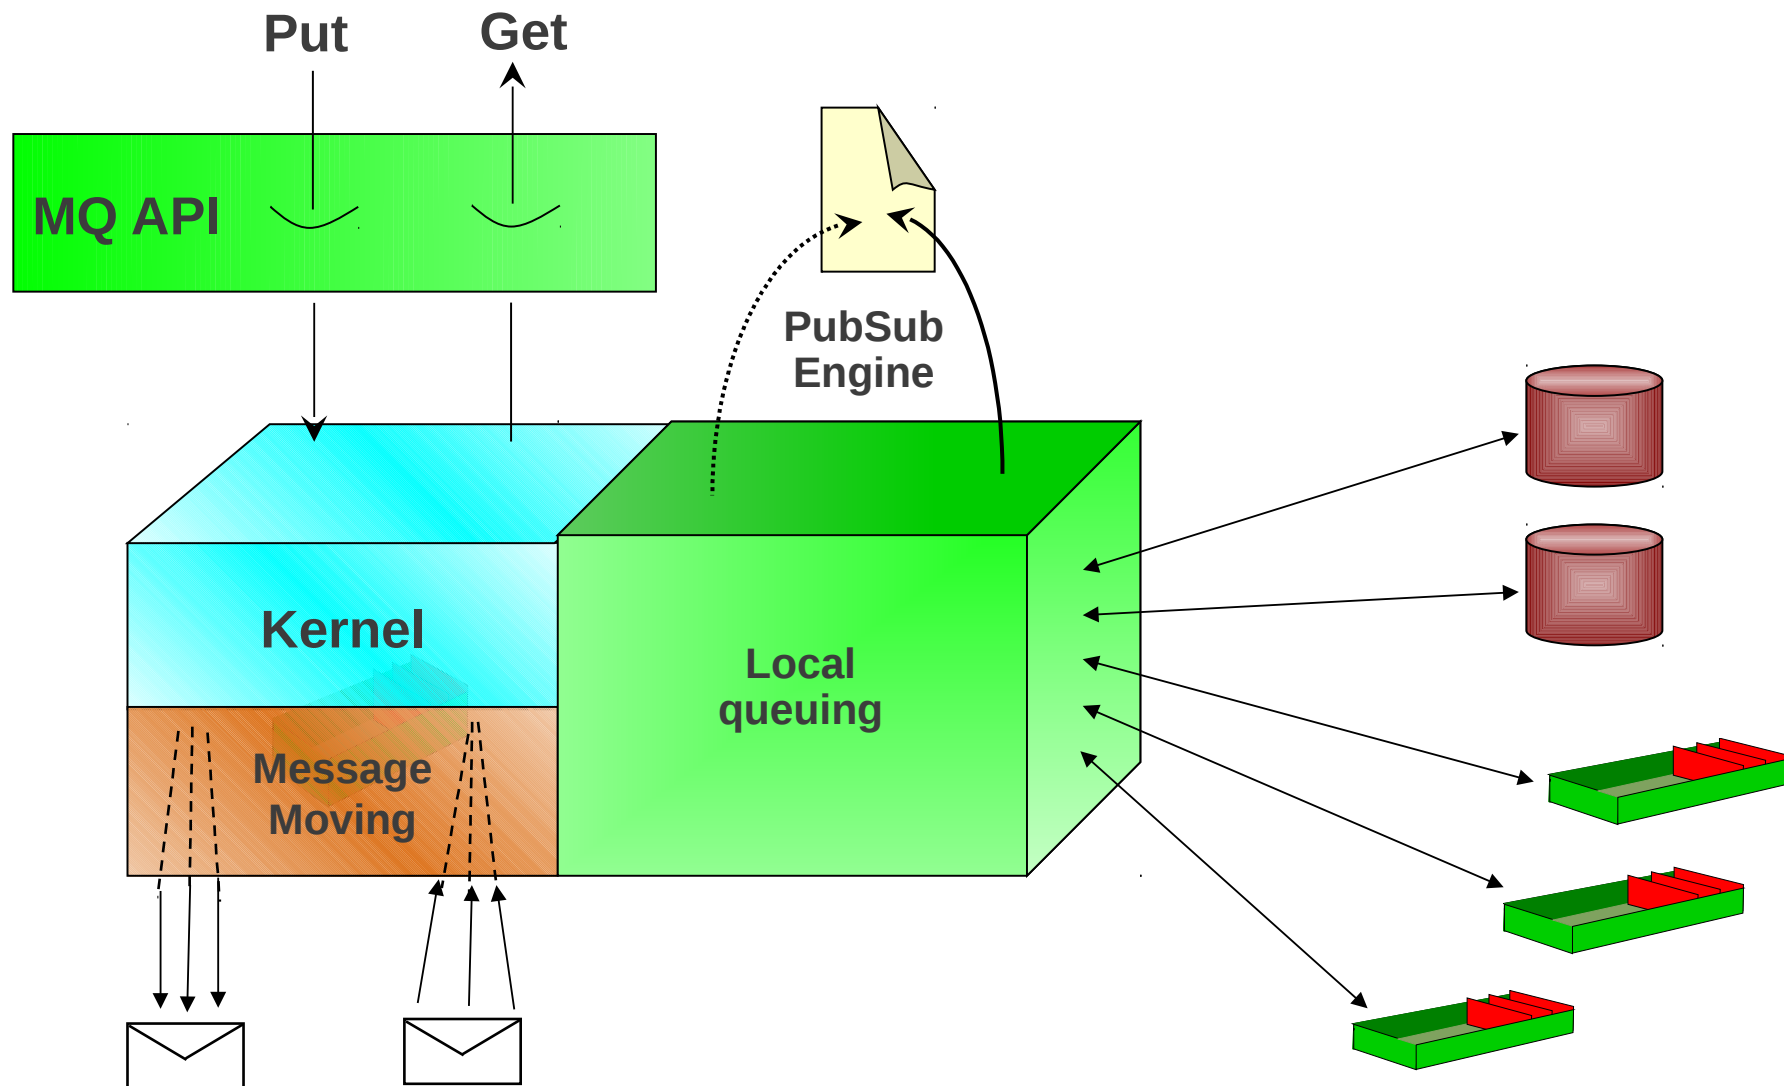 Put
Get
MQ API
PubSub
Engine
Kernel
Local
queuing
Message
Moving